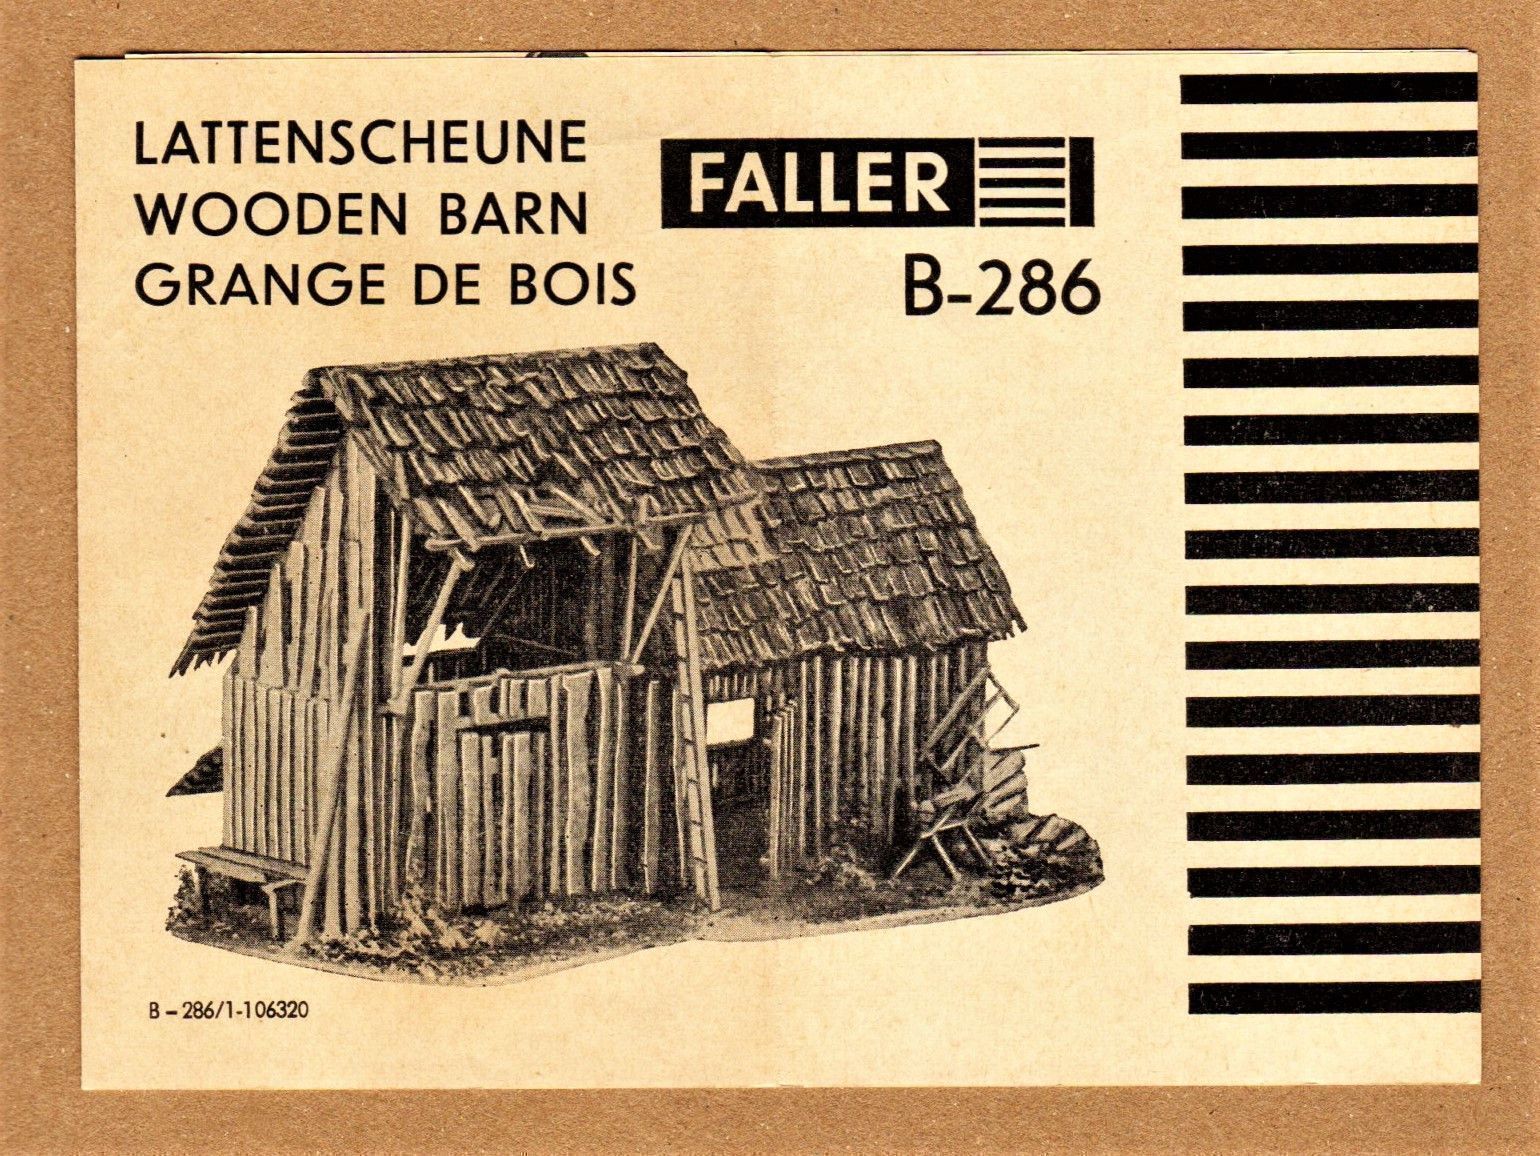 LATTENSCHEUNE
WOODEN BARN
GRANGE DE BOIS
FALLER
B-286
B – 286/1-106320